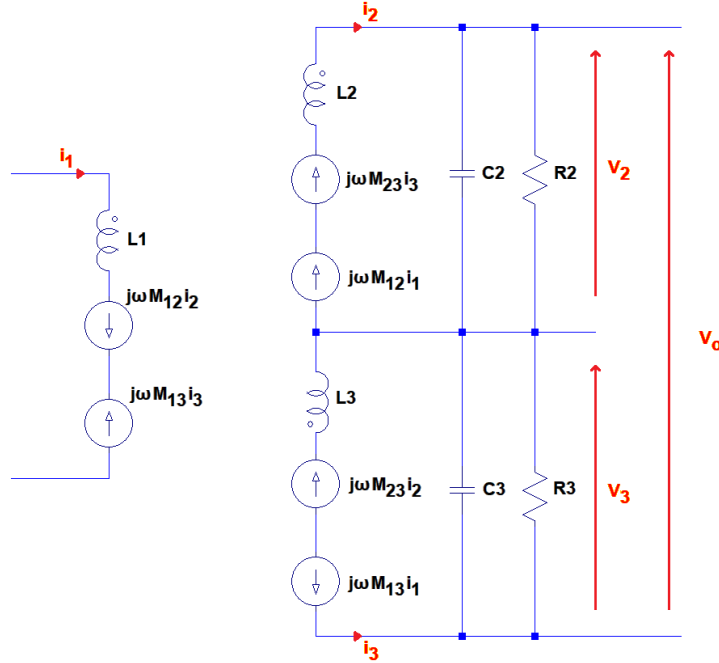 i2
L2
i1
jωM23i3
C2
R2
V2
L1
jωM12i1
jωM12i2
Vo
L3
jωM13i3
jωM23i2
C3
R3
V3
jωM13i1
i3